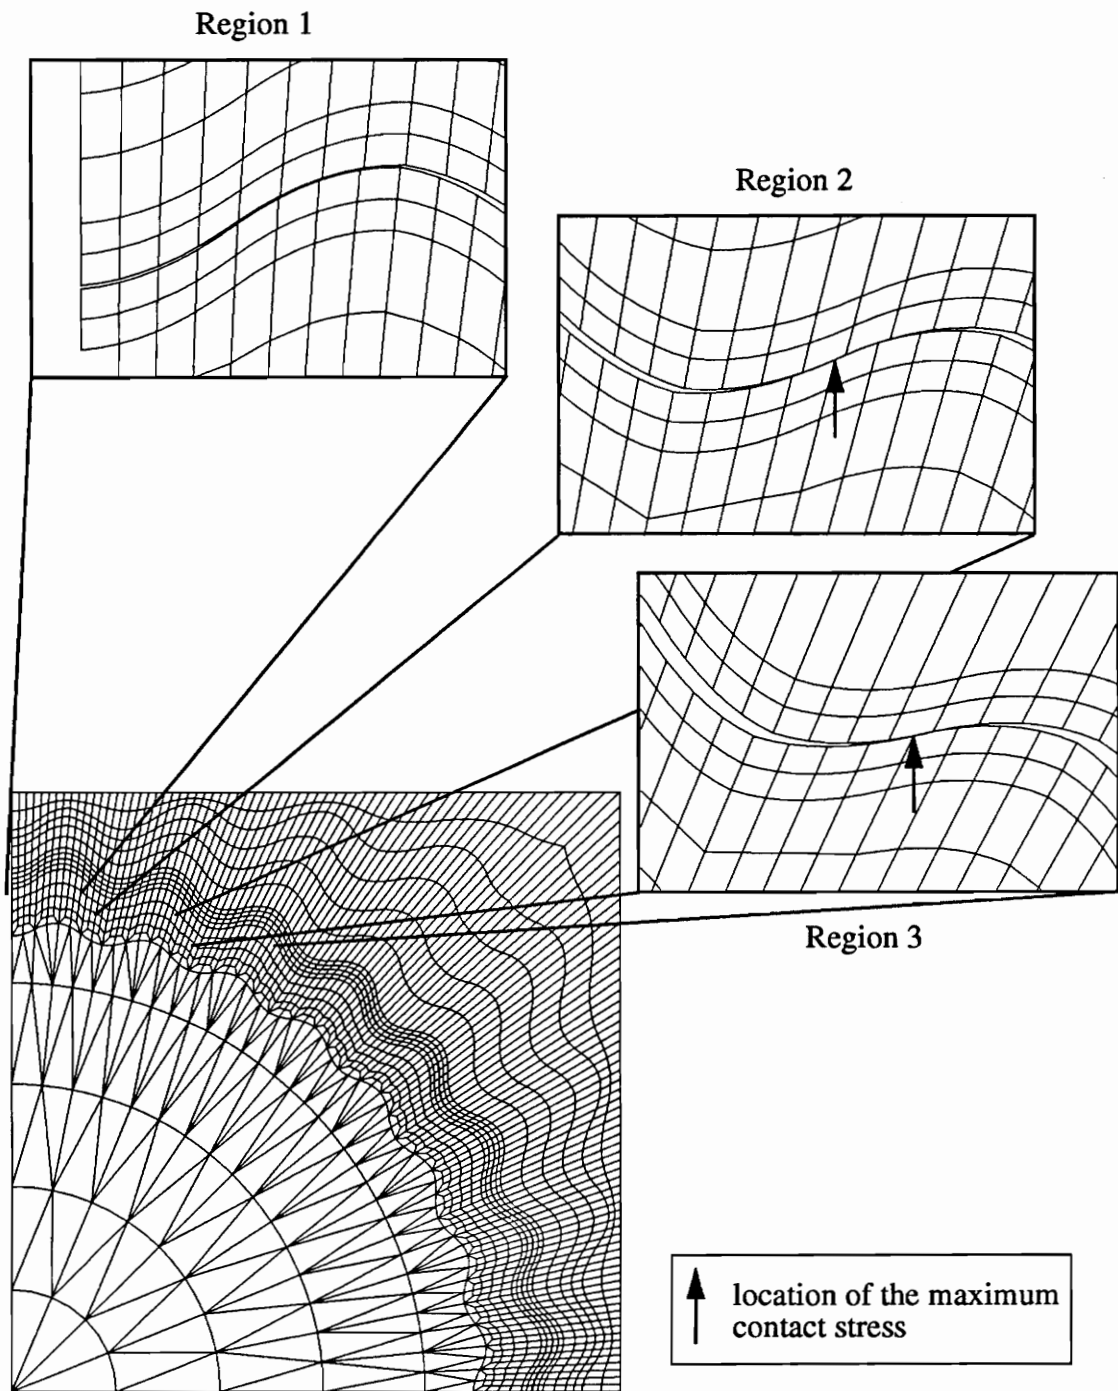 Region 1
Region 2
Region 3
location of the maximum
contact stress